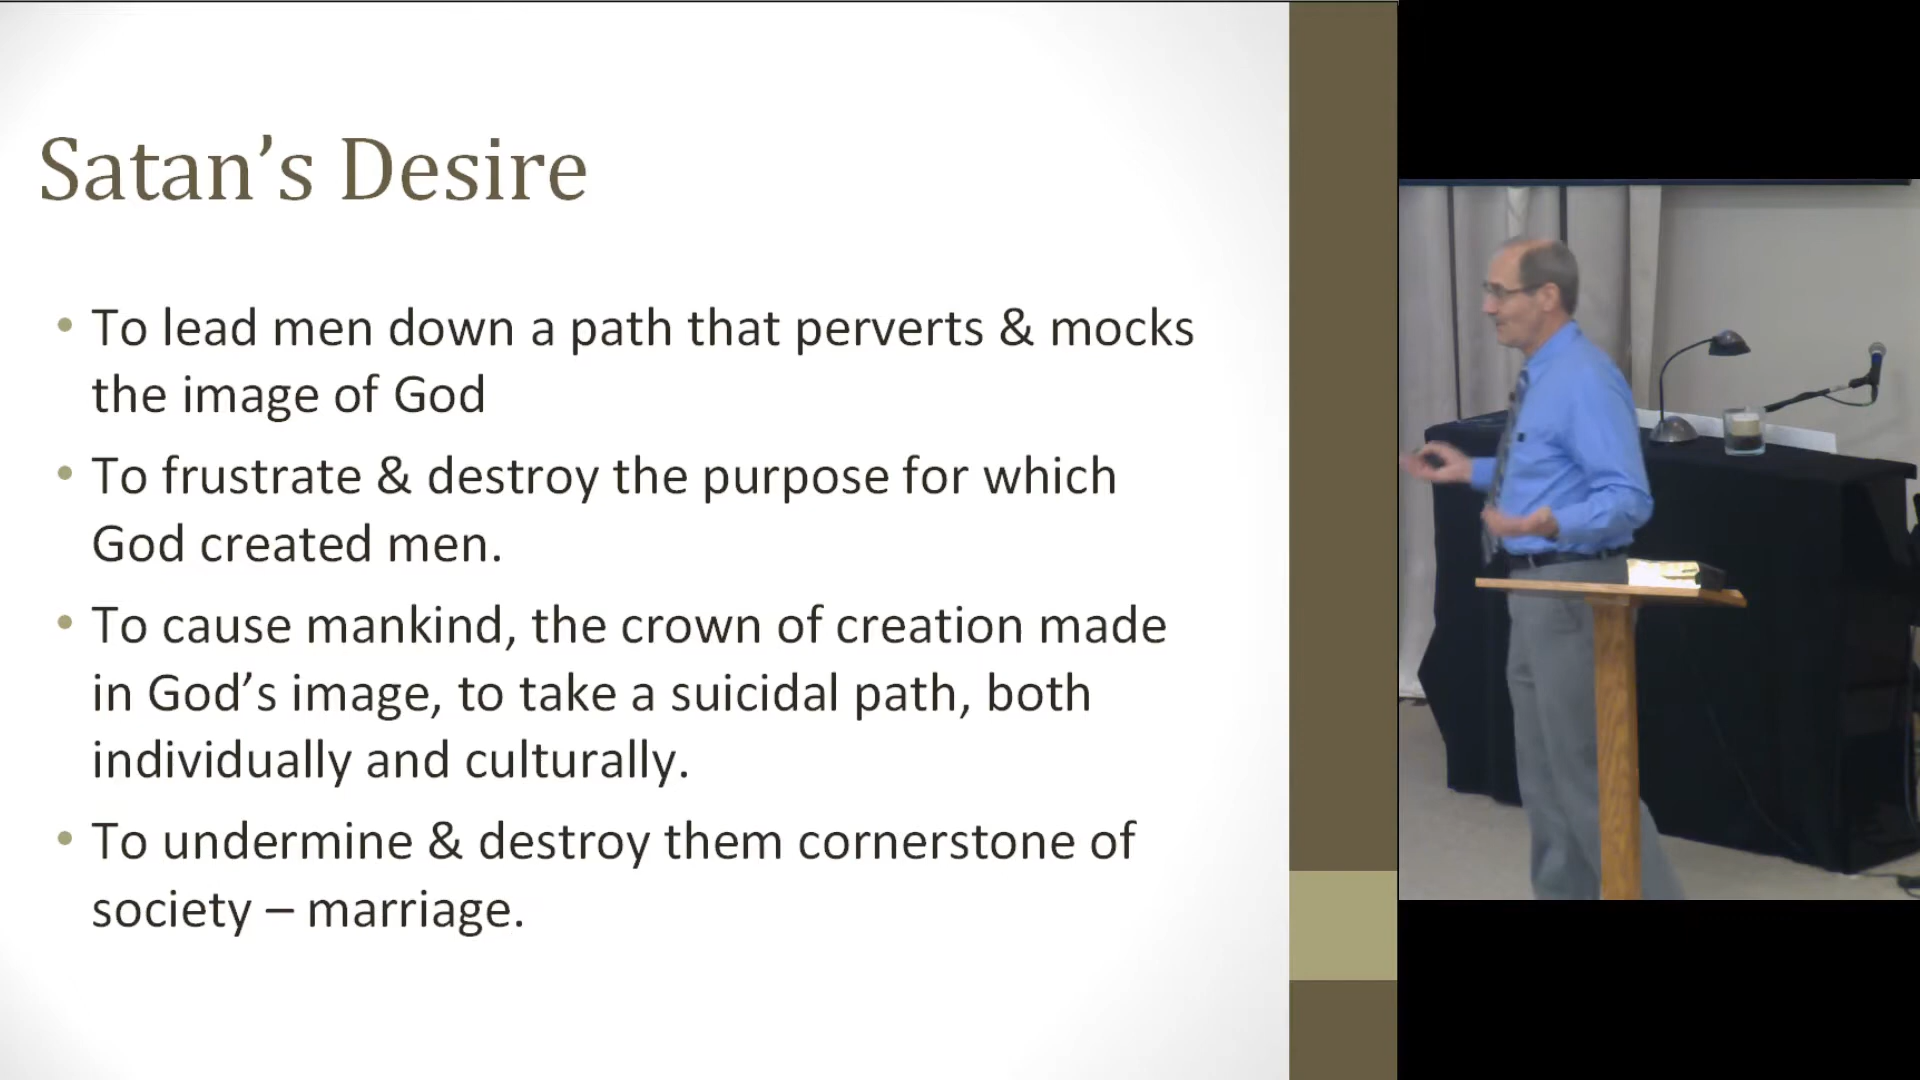 Satan’s Desire
• To lead men down a path that perverts & mocks
the image of God
• To frustrate & destroy the purpose for which
God created men.
• To cause mankind, the crown of creation made
in God’s image, to take a suicidal path, both
individually and culturally.
• To undermine & destroy them cornerstone of
society – marriage.